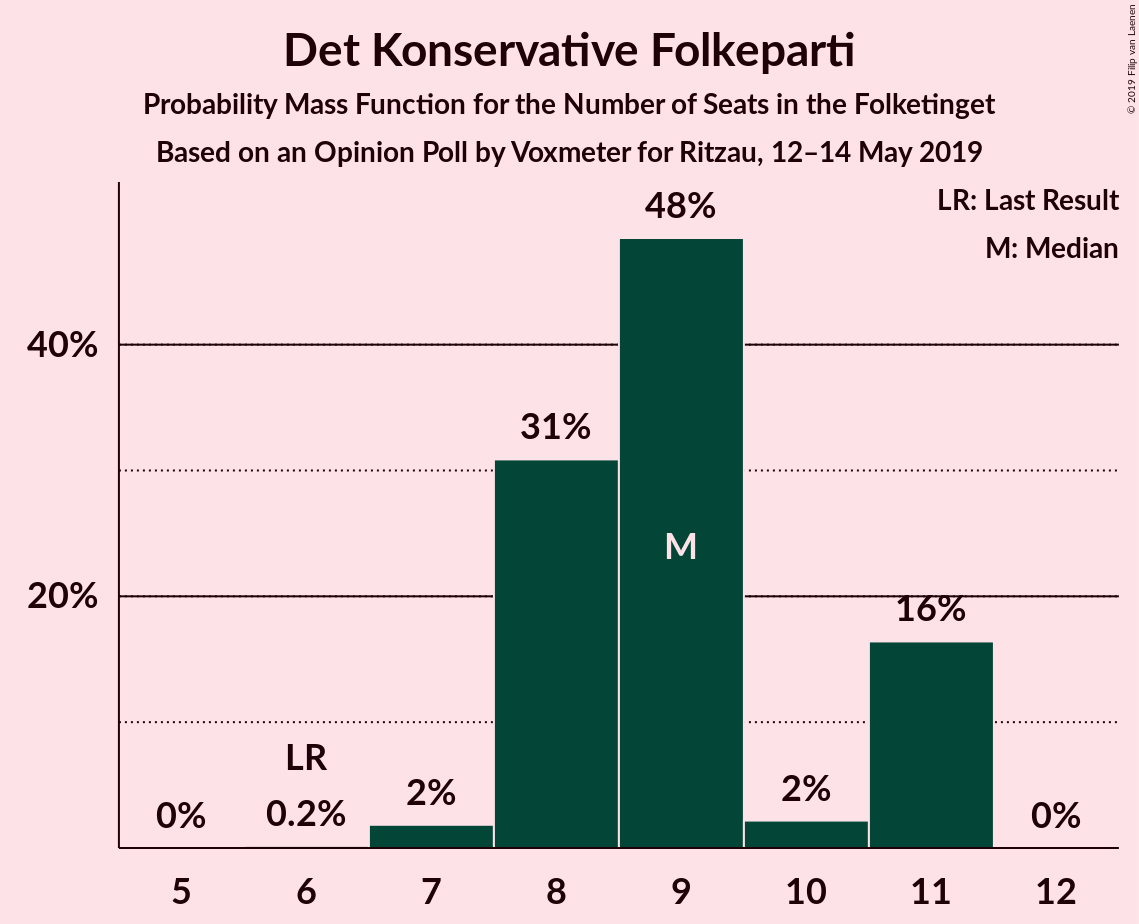 Det Konservative Folkeparti
Probability Mass Function for the Number of Seats in the Folketinget
Based on an Opinion Poll by Voxmeter for Ritzau, 12–14 May 2019
© 2019 Filip van Laenen
LR: Last Result
M: Median
48%
40%
31%
M
20%
16%
LR
0%
0.2%
2%
2%
0%
5 6 7 8 9 10 11 12